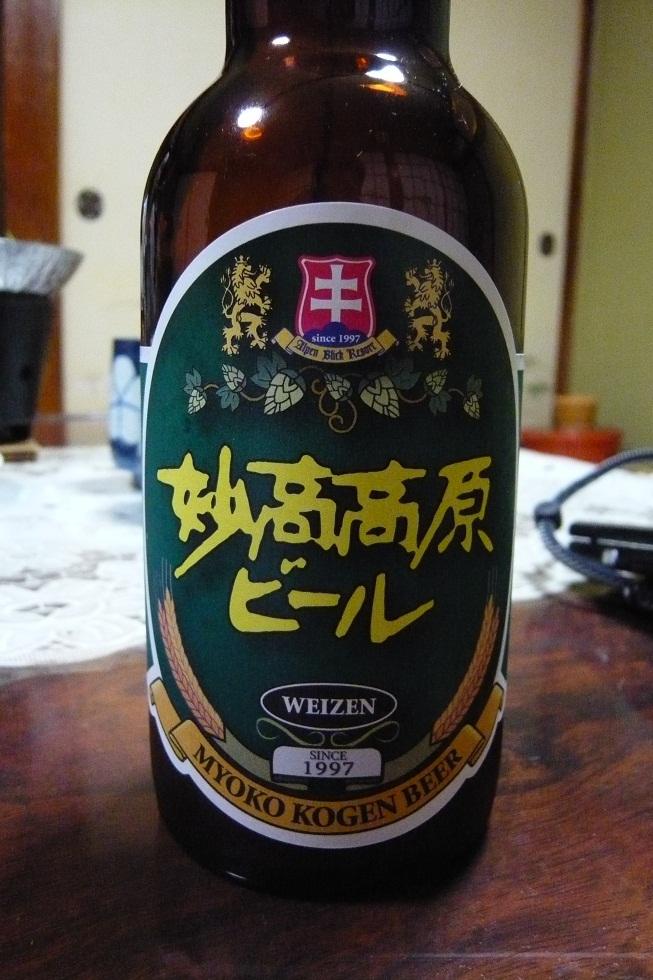 since 1997
Alpen Blick Resort
妙高高原
ビール
WEIZEN
SINCE
1997
MYOKO KOGEN BEER